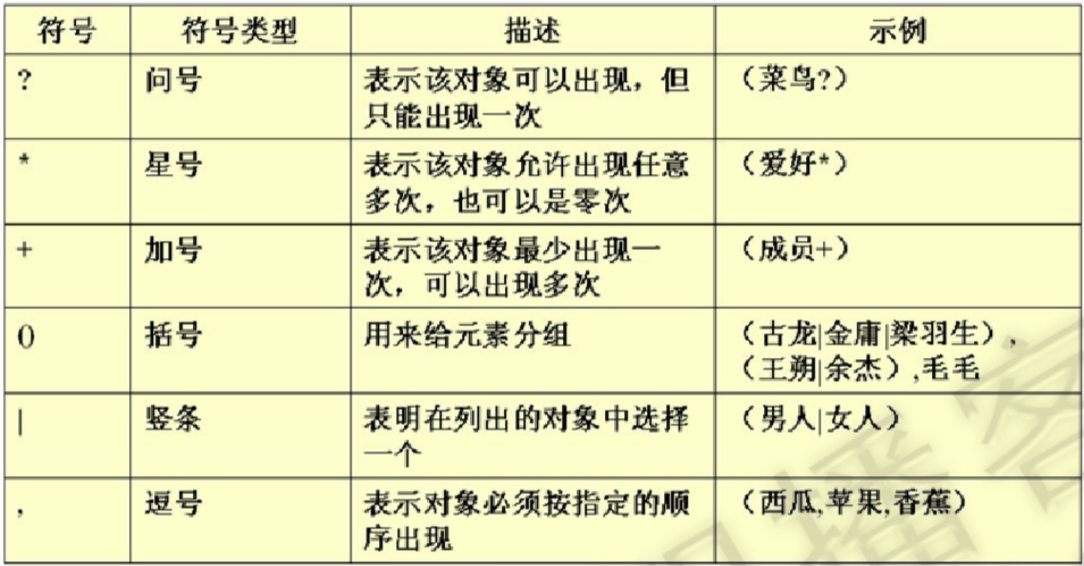 符号 符号类型 描述 示例
? 问号 表示该对象可以出现，但 （菜鸟?）
只能出现一次
* 星号 表示该对象允许出现任意 （爱好*）
多次，也可以是零次
+ 加号 表示该对象最少出现一 （成员+）
次，可以出现多次
() 括号 用来给元素分组 （古龙|金庸|梁羽生）,
（王朔|余杰）,毛毛
| 竖条 表明在列出的对象中选择 （男人|女人）
一个
, 逗号 表示对象必须按指定的顺 （西瓜,苹果,香蕉）
序出现
播客